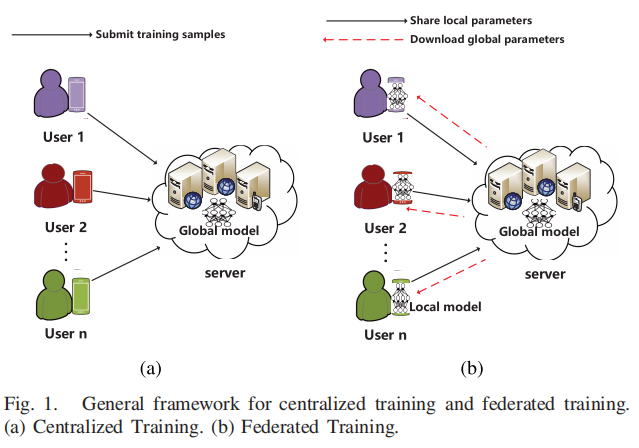 Submit training samples
User 1
User 2
User n
Global model
server
(a)
Share local parameters
Download global parameters
User 1
User 2
User n
Local model
Global model
server
(b)
Fig. 1. General framework for centralized training and federated training.
(a) Centralized Training. (b) Federated Training.